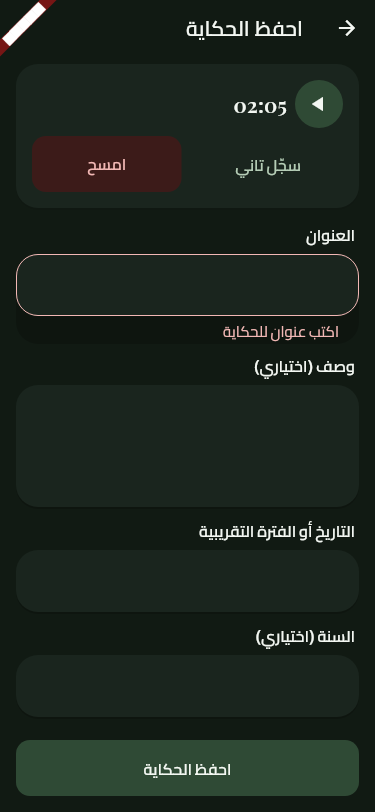 احفظ الحكاية
02:05
سجّل تاني
امسح
العنوان
اكتب عنوان للحكاية
وصف (اختياري)
التاريخ أو الفترة التقريبية
السنة (اختياري)
احفظ الحكاية